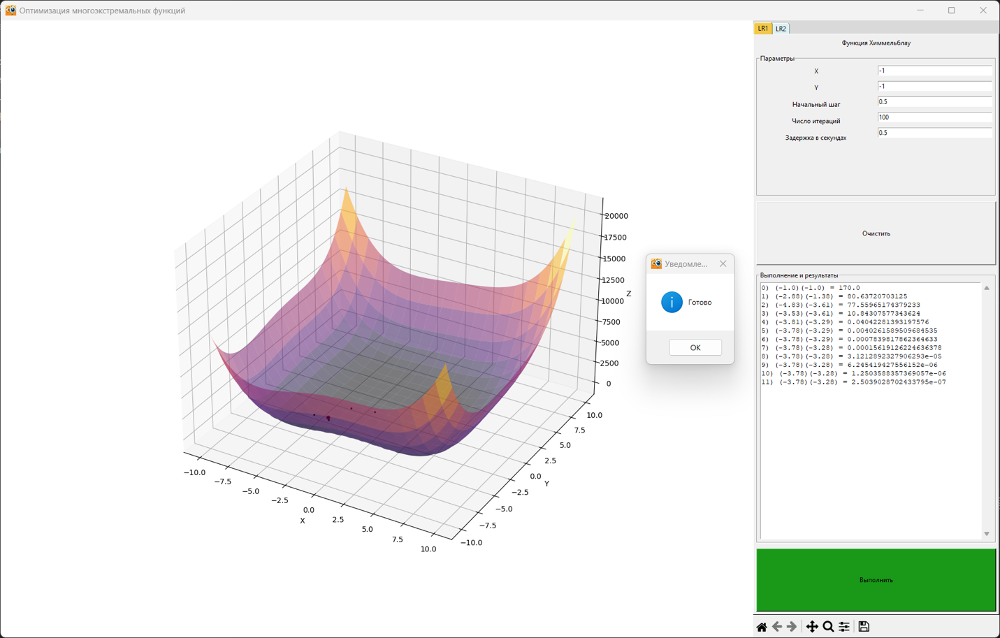 Оптимизация многоэкстремальных функций
LR1 LR2
Функция Химмельблау
Параметры
X -1
Y -1
Начальный шаг 0.5
Число итераций 100
Задержка в секундах 0.5
Очистить
Выполнение и результаты
0) (-1.0)(-1.0) = 170.0
1) (-2.88)(-1.38) = 80.63720703125
2) (-4.83)(-3.61) = 77.55965174379233
3) (-3.53)(-3.61) = 10.84307577343624
4) (-3.81)(-3.29) = 0.04042281393197576
5) (-3.78)(-3.29) = 0.0040261589509684535
6) (-3.78)(-3.29) = 0.0007839817862364633
7) (-3.78)(-3.28) = 0.00015619126224636378
8) (-3.78)(-3.28) = 3.1212892327906293e-05
9) (-3.78)(-3.28) = 6.245419427556152e-06
10) (-3.78)(-3.28) = 1.2503588357369057e-06
11) (-3.78)(-3.28) = 2.5039028702433795e-07
Выполнить
Уведомле...
Готово
OK
20000
17500
15000
12500
10000
7500
5000
2500
0
Z
10.0
7.5
5.0
2.5
0.0
−2.5
−5.0
−7.5
−10.0
Y
−10.0
−7.5
−5.0
−2.5
0.0
2.5
5.0
7.5
10.0
X